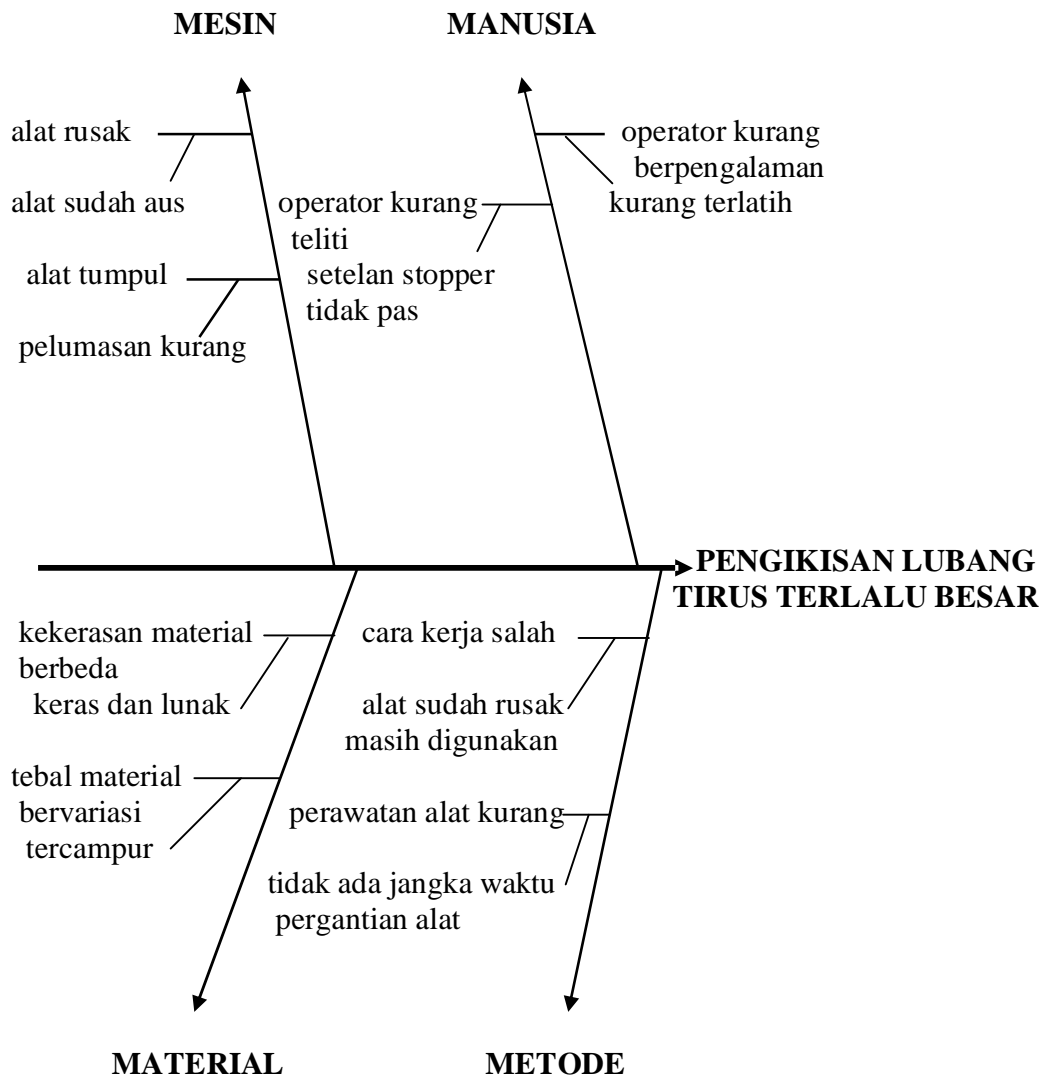 MESIN
MANUSIA
alat rusak
alat sudah aus
alat tumpul
pelumasan kurang
operator kurang
berpengalaman
kurang terlatih
operator kurang
teliti
setelan stopper
tidak pas
PENGIKISAN LUBANG
TIRUS TERLALU BESAR
kekerasan material
berbeda
keras dan lunak
tebal material
bervariasi
tercampur
cara kerja salah
alat sudah rusak
masih digunakan
perawatan alat kurang
tidak ada jangka waktu
pergantian alat
MATERIAL
METODE